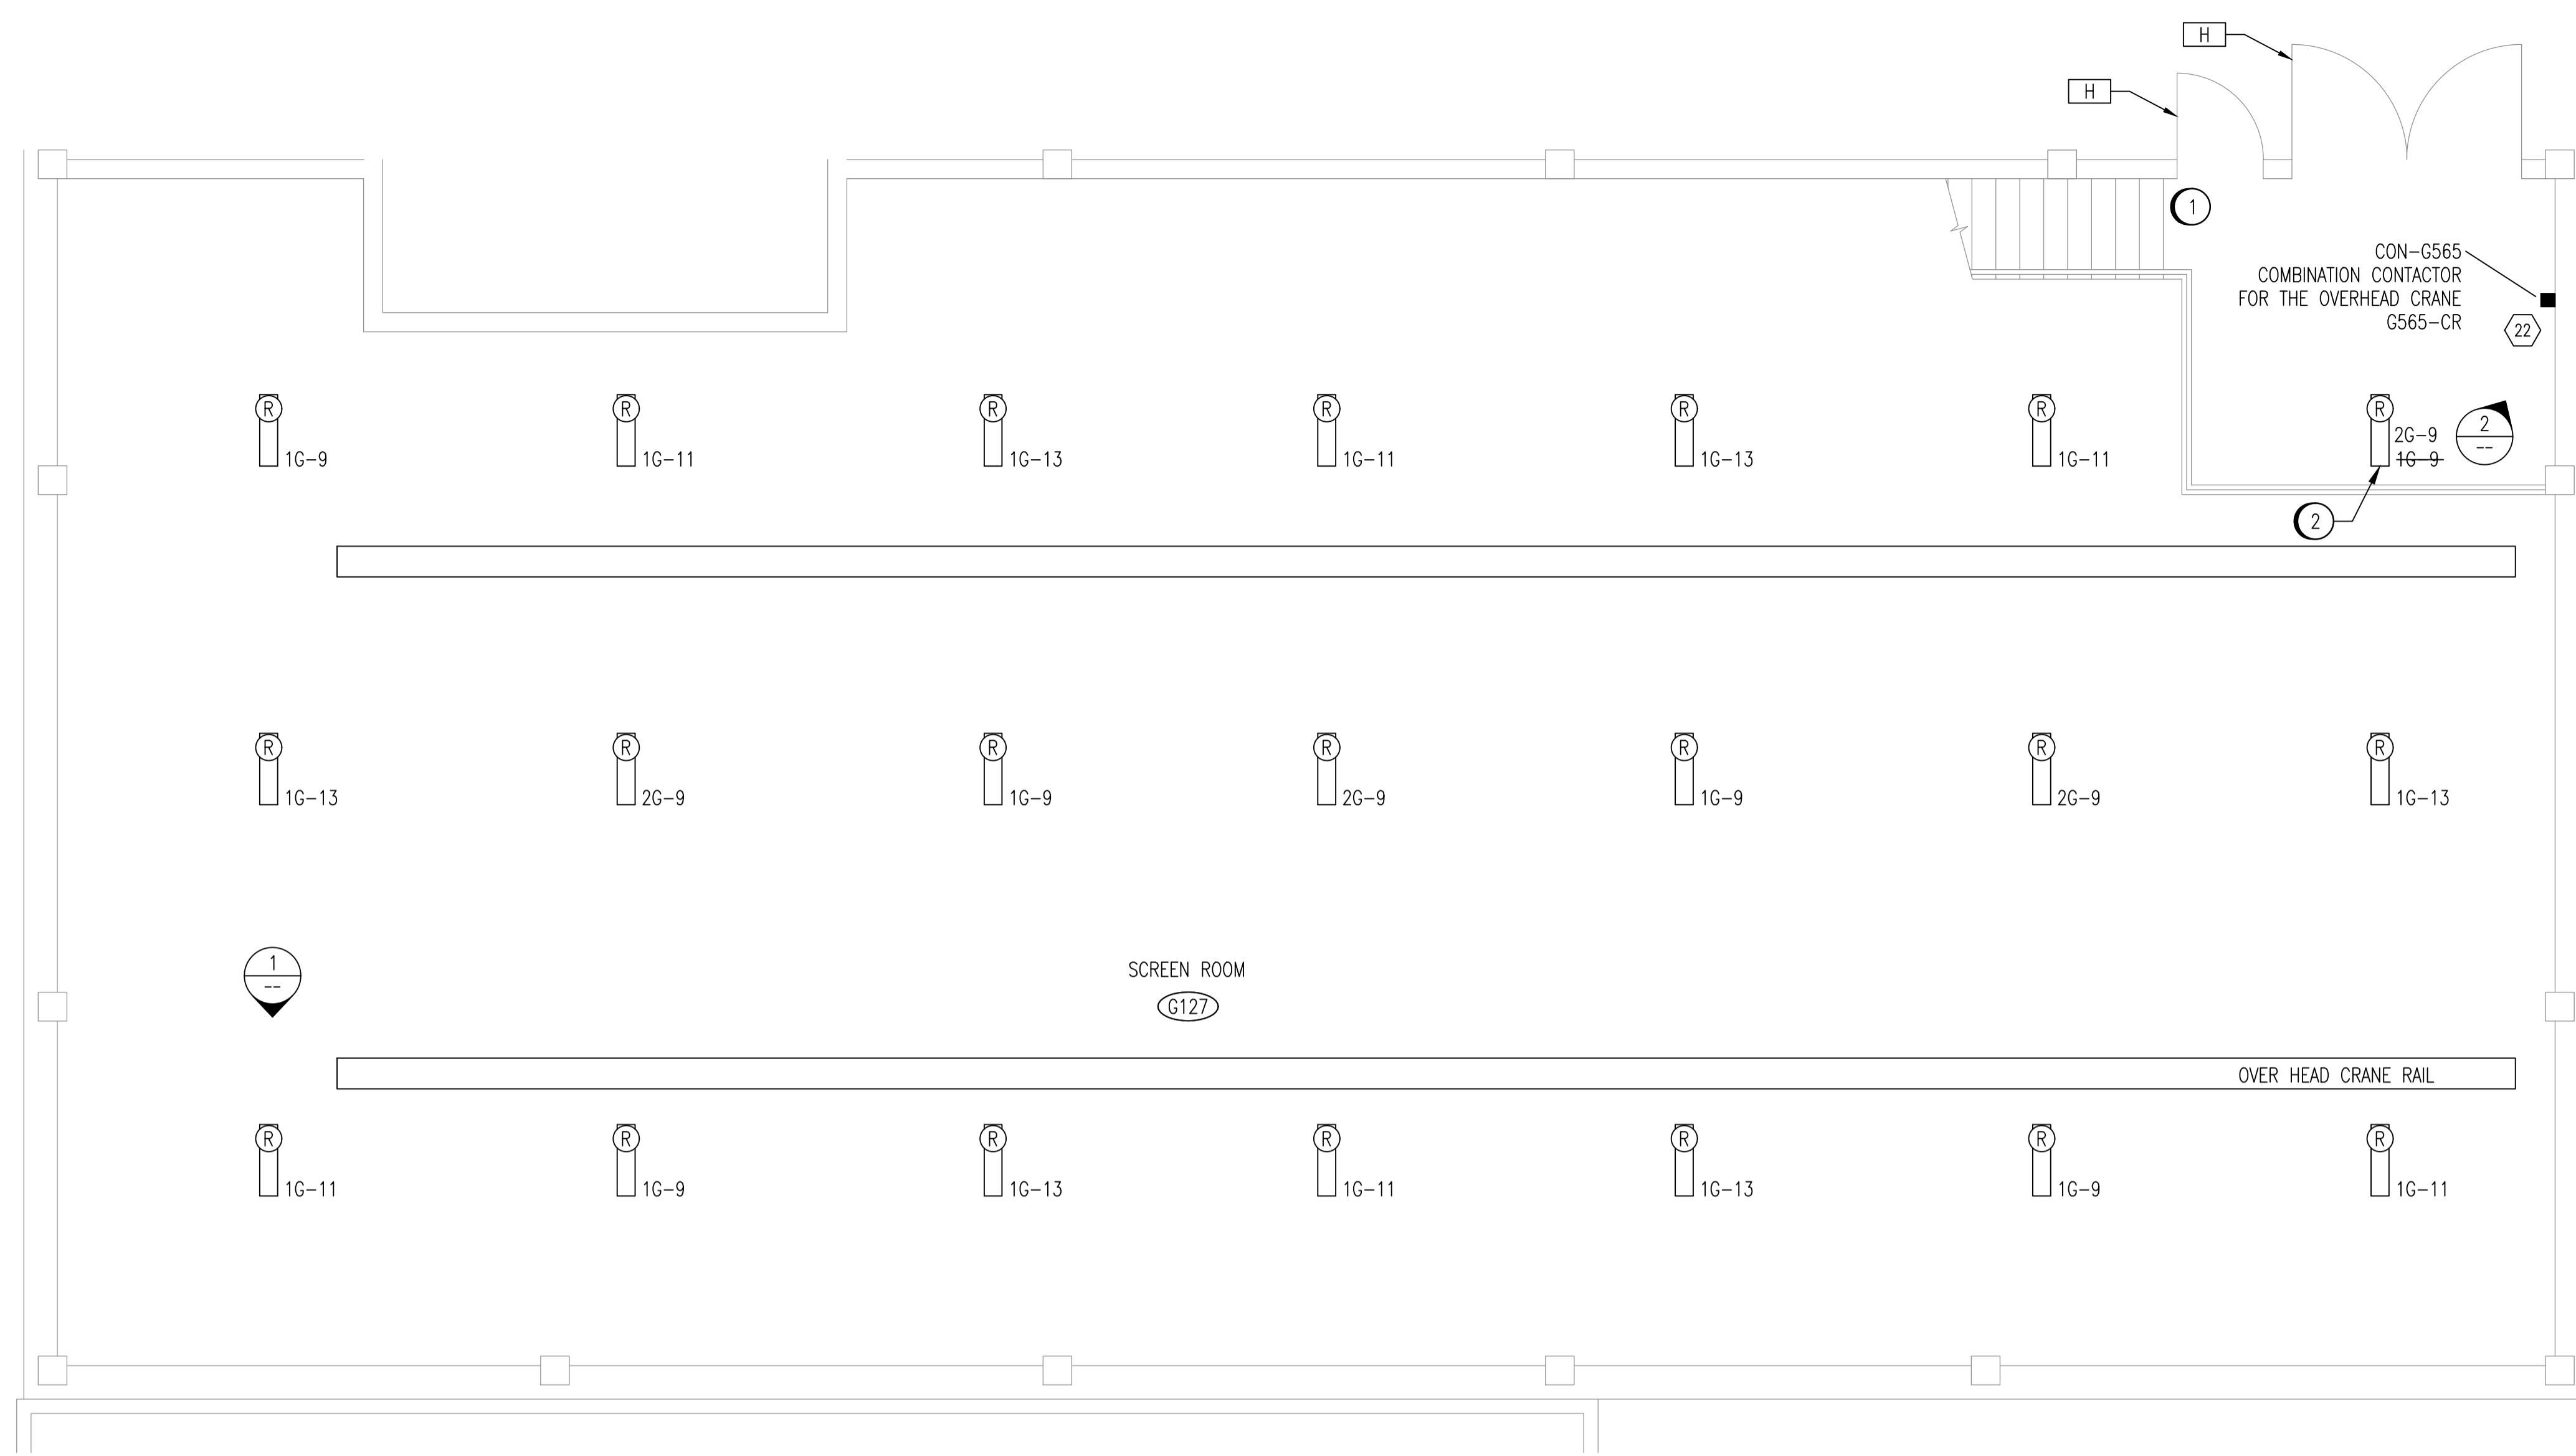 H
H
1
CON-G565
COMBINATION CONTACTOR
FOR THE OVERHEAD CRANE
G565-CR
22
R
R
R
R
R
R
R
2G-9
2
--
1G-9
1G-11
1G-13
1G-11
1G-13
1G-11
1G-9
2
R
R
R
R
R
R
R
1G-13
2G-9
1G-9
2G-9
1G-9
2G-9
1G-13
1
--
SCREEN ROOM
G127
OVER HEAD CRANE RAIL
R
R
R
R
R
R
R
1G-11
1G-9
1G-13
1G-11
1G-13
1G-9
1G-11